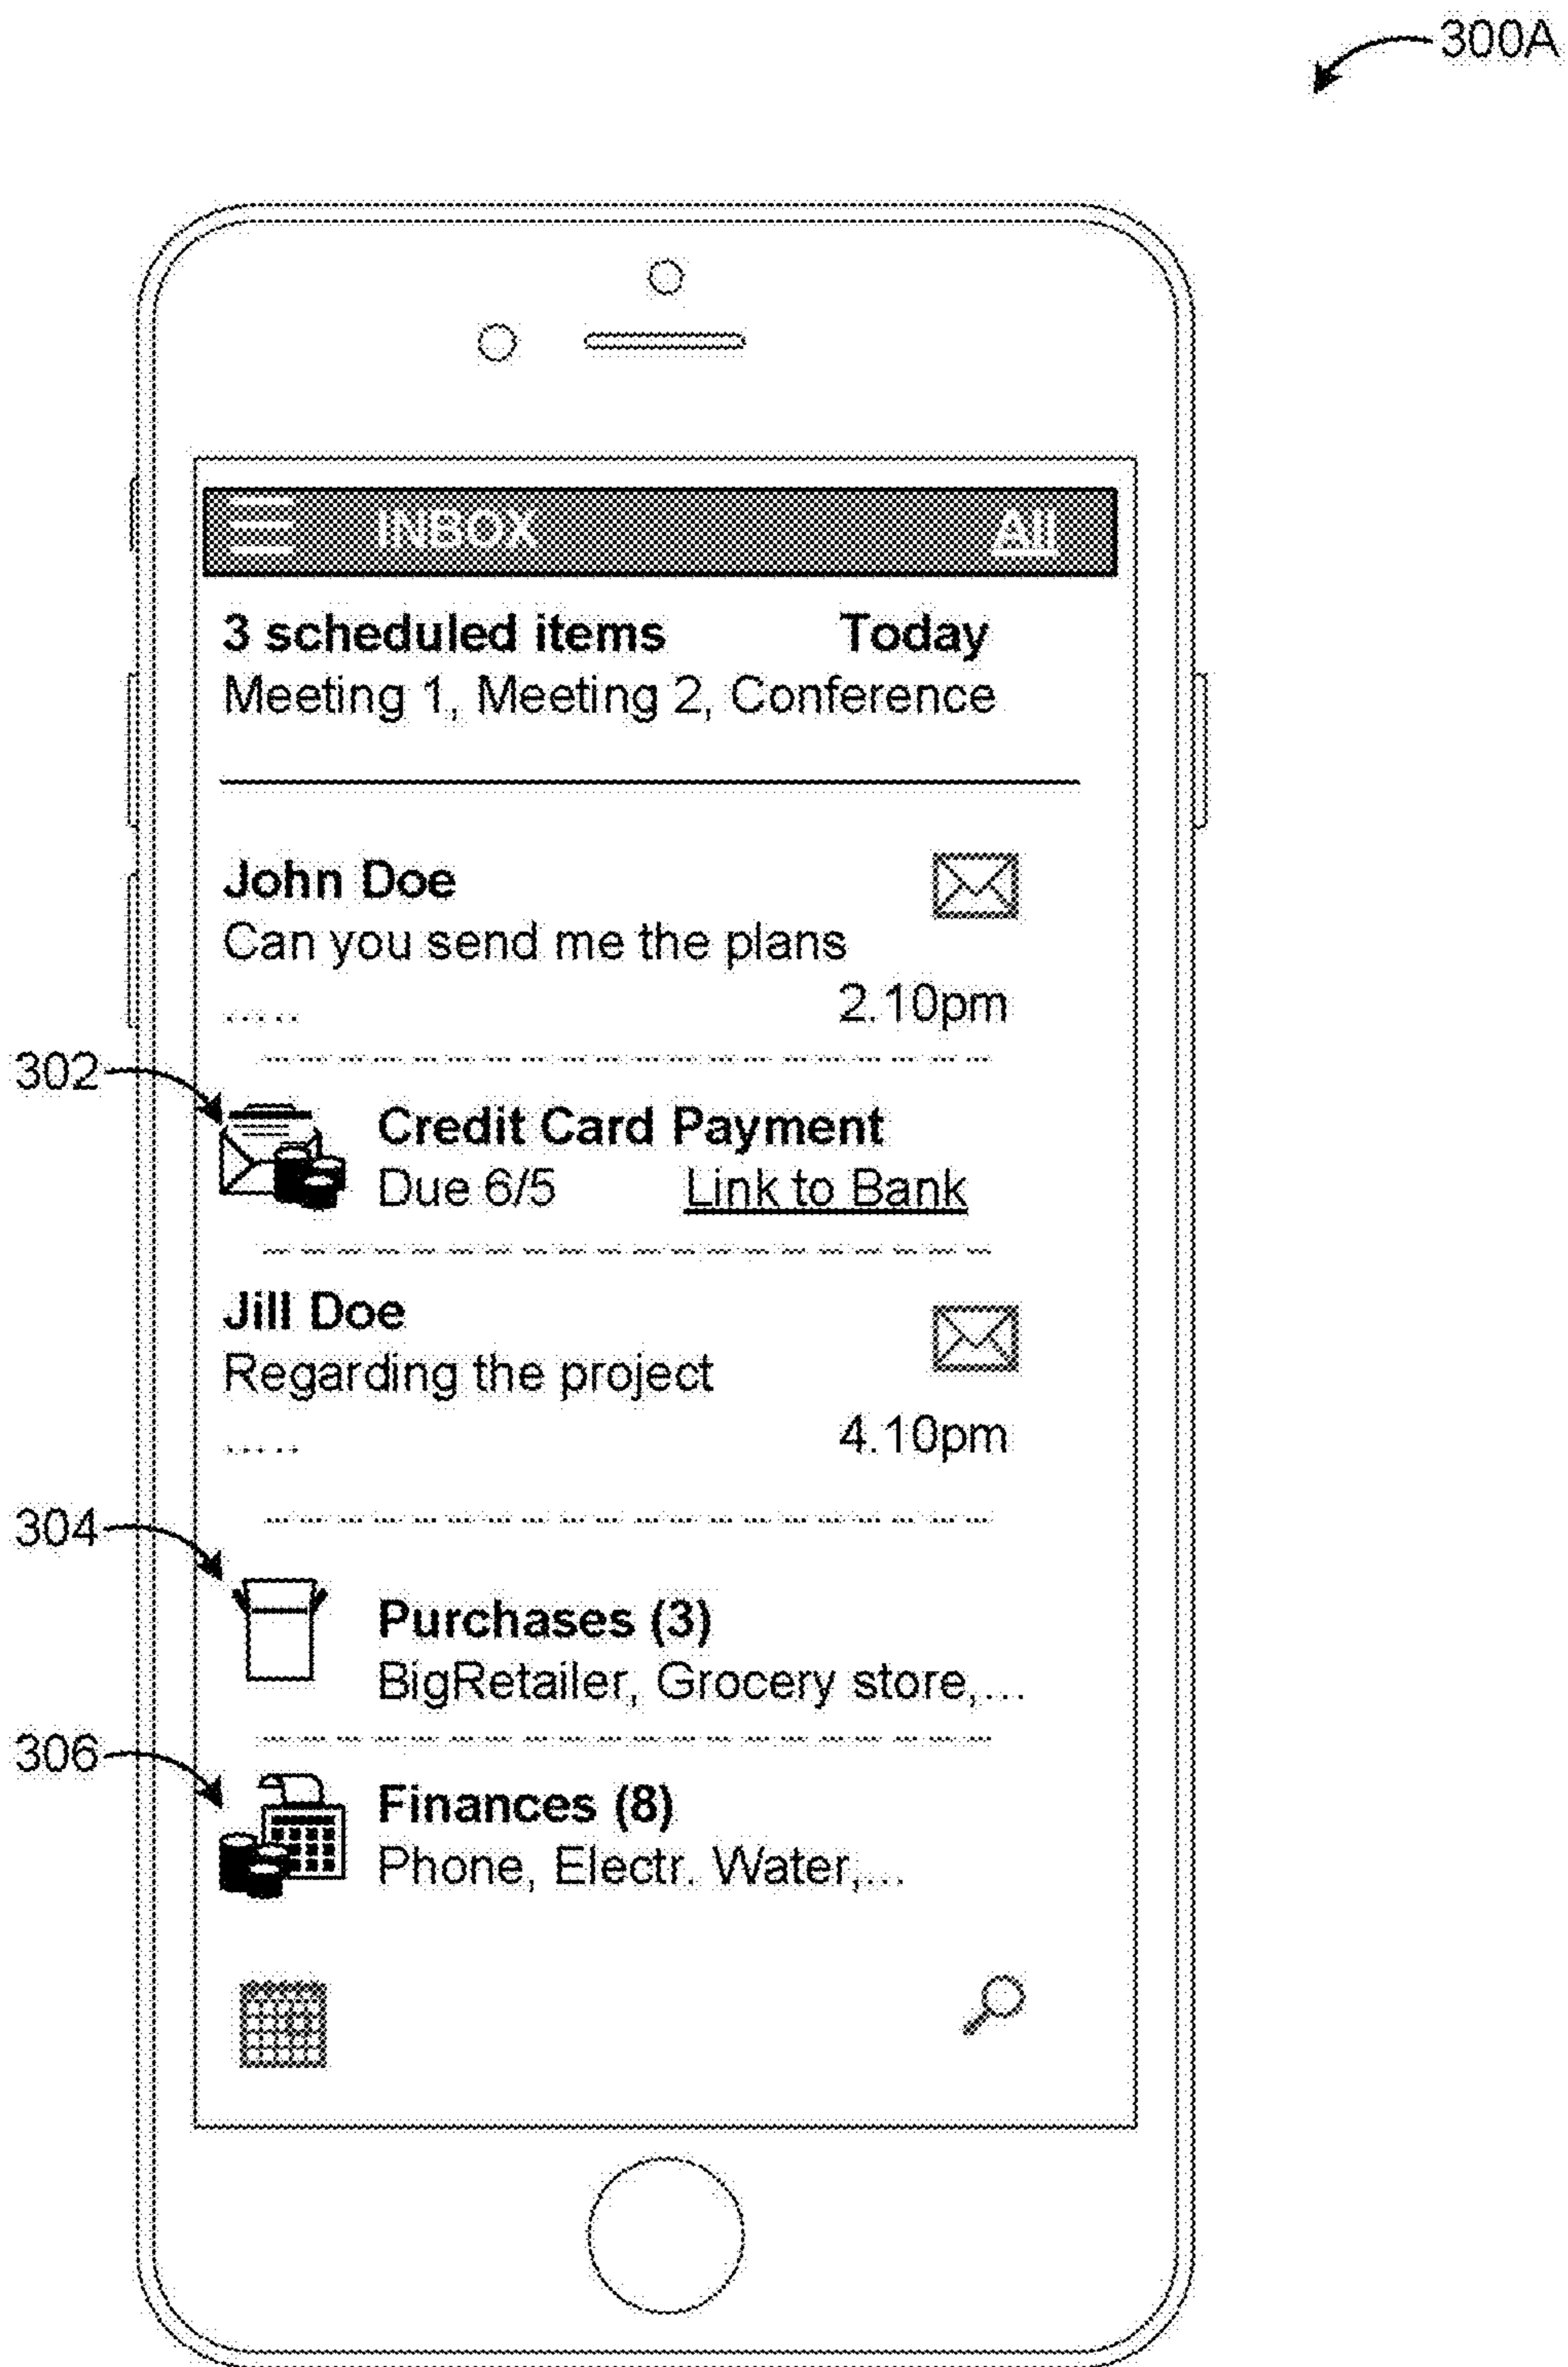 300A
INBOX All
3 scheduled items Today
Meeting 1, Meeting 2, Conference
John Doe
Can you send me the plans
..... 2.10pm
302
Credit Card Payment
Due 6/5 Link to Bank
Jill Doe
Regarding the project
..... 4.10pm
304
Purchases (3)
BigRetailer, Grocery store,...
306
Finances (8)
Phone, Electr. Water,...